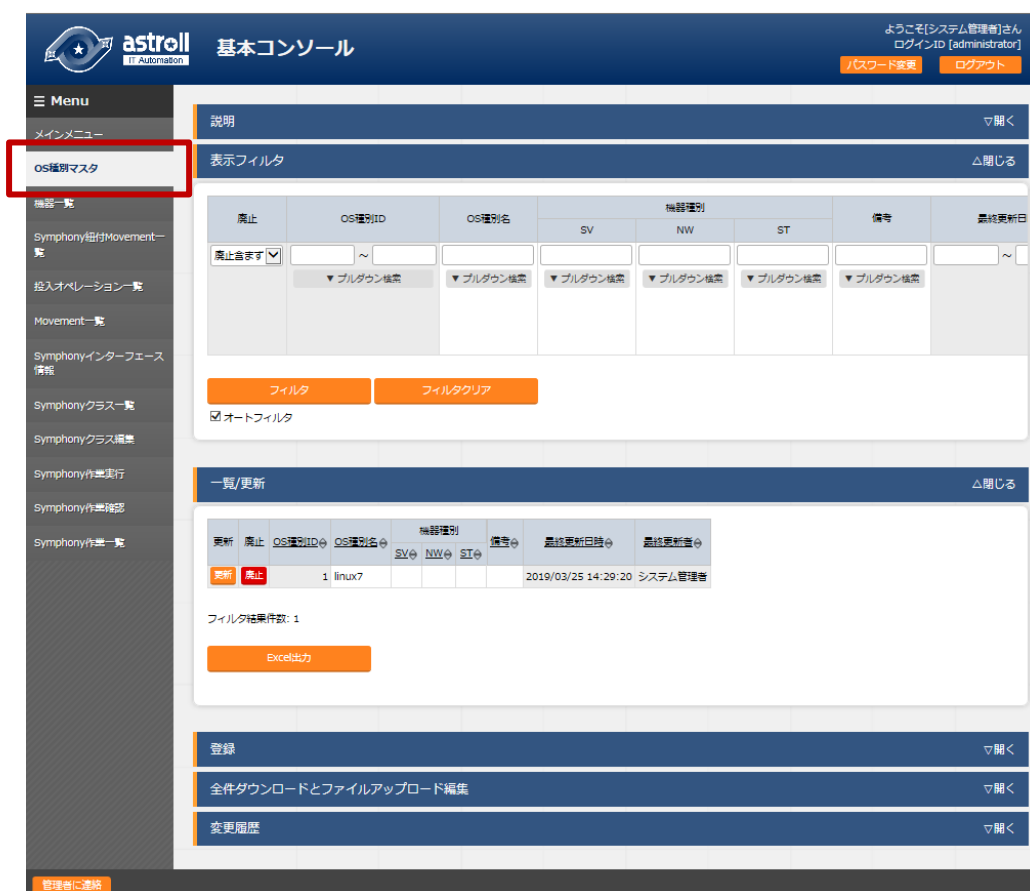 astroll
IT Automation
基本コンソール
ようこそ[システム管理者]さん
ログインID [administrator]
パスワード変更 ログアウト
☰ Menu
メインメニュー
OS種別マスタ
機器一覧
Symphony紐付Movement一
覧
投入オペレーション一覧
Movement一覧
Symphonyインターフェース
情報
Symphonyクラス一覧
Symphonyクラス編集
Symphony作業実行
Symphony作業確認
Symphony作業一覧
説明 ▽開く
表示フィルタ △閉じる
機器種別
廃止 OS種別ID OS種別名 SV NW ST 備考 最終更新日
廃止含ます ~ ~
▼ プルダウン検索 ▼ プルダウン検索 ▼ プルダウン検索 ▼ プルダウン検索 ▼ プルダウン検索 ▼ プルダウン検索
フィルタ フィルタクリア
オートフィルタ
一覧/更新 △閉じる
機器種別
更新 廃止 OS種別ID OS種別名 SV NW ST 備考 最終更新日時 最終更新者
更新 廃止 1 linux7 2019/03/25 14:29:20 システム管理者
フィルタ結果件数: 1
Excel出力
登録 ▽開く
全件ダウンロードとファイルアップロード編集 ▽開く
変更履歴 ▽開く
管理者に連絡